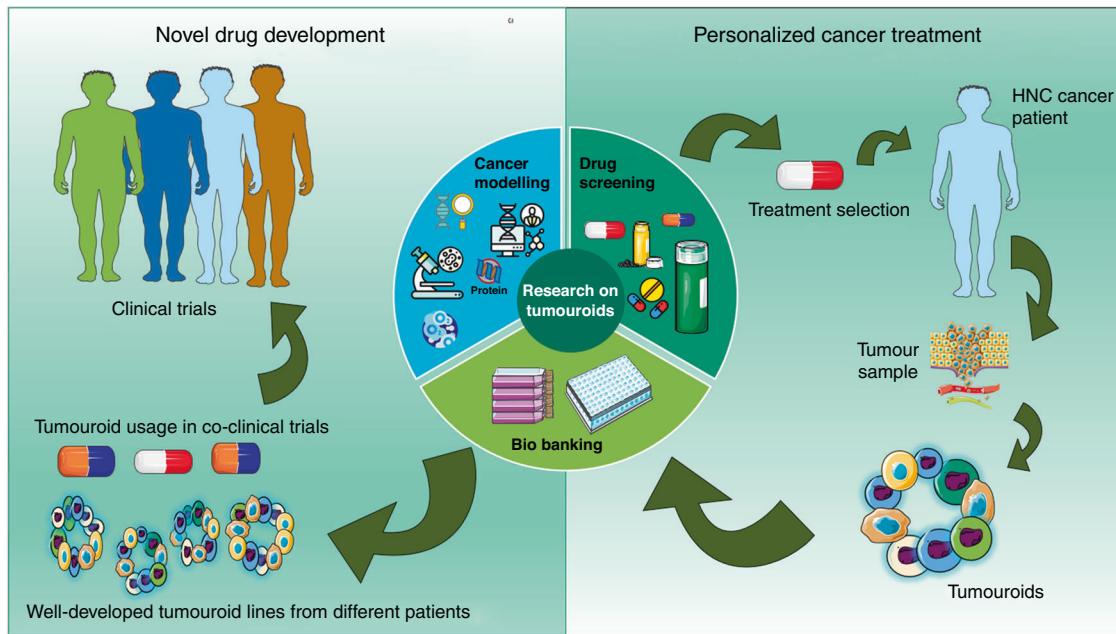 Novel drug development
Personalized cancer treatment
HNC cancer
patient
Cancer
modelling
Drug
screening
Treatment selection
Protein
Research on
tumouroids
Clinical trials
Tumour
sample
Tumouroid usage in co-clinical trials
Bio banking
Tumouroids
Well-developed tumouroid lines from different patients